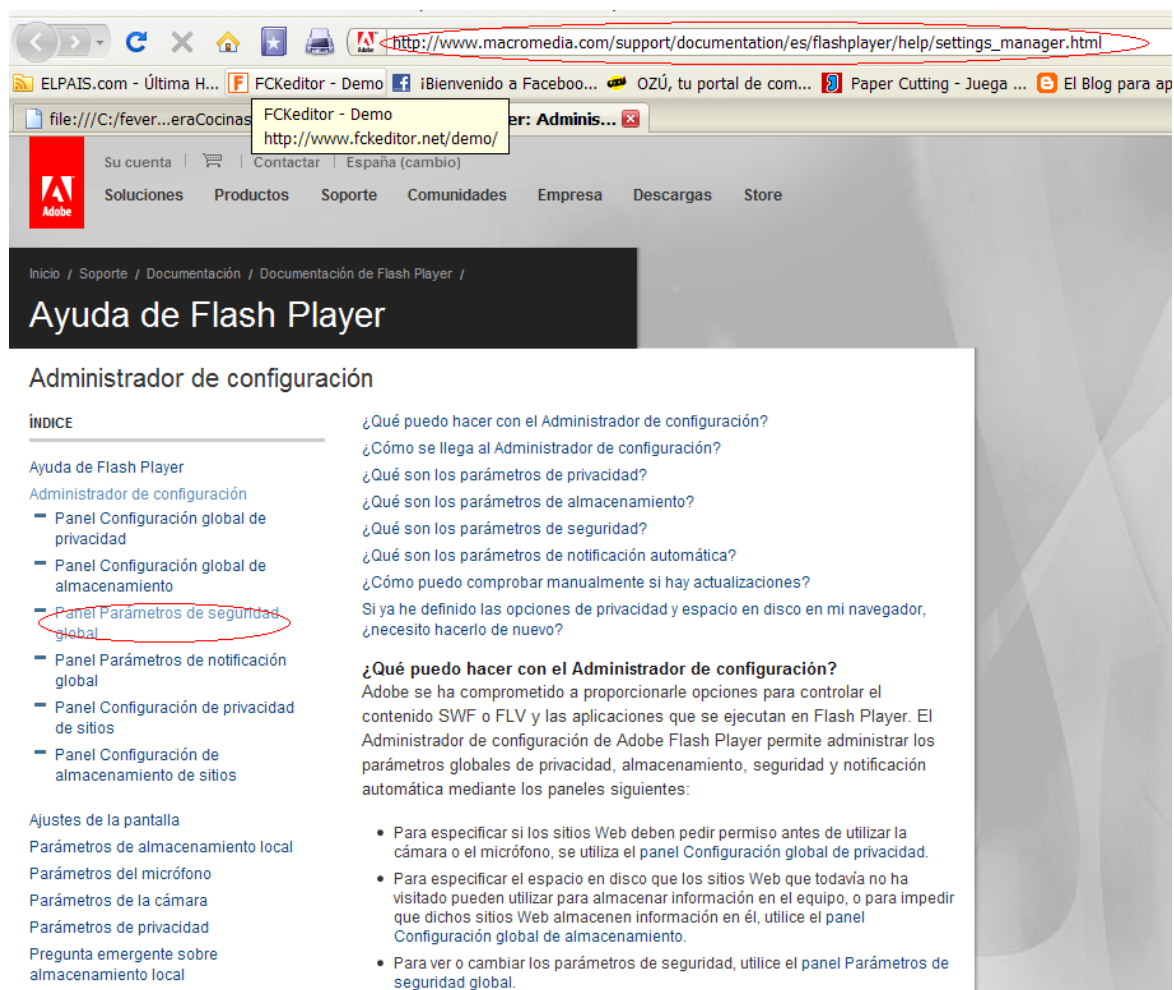 http://www.macromedia.com/support/documentation/es/flashplayer/help/settings_manager.html
ELPAIS.com - Última H...
FCKeditor - Demo
¡Bienvenido a Faceboo...
OZÚ, tu portal de com...
Paper Cutting - Juega ...
El Blog para ap
file:///C:/fever...eraCocinas
er: Adminis...
FCKeditor - Demo
http://www.fckeditor.net/demo/
Su cuenta
Contactar
España (cambio)
Adobe
Soluciones
Productos
Soporte
Comunidades
Empresa
Descargas
Store
Inicio / Soporte / Documentación / Documentación de Flash Player /
Ayuda de Flash Player
Administrador de configuración
ÍNDICE
Ayuda de Flash Player
Administrador de configuración
Panel Configuración global de
privacidad
Panel Configuración global de
almacenamiento
Panel Parámetros de seguridad
global
Panel Parámetros de notificación
global
Panel Configuración de privacidad
de sitios
Panel Configuración de
almacenamiento de sitios
Ajustes de la pantalla
Parámetros de almacenamiento local
Parámetros del micrófono
Parámetros de la cámara
Parámetros de privacidad
Pregunta emergente sobre
almacenamiento local
¿Qué puedo hacer con el Administrador de configuración?
¿Cómo se llega al Administrador de configuración?
¿Qué son los parámetros de privacidad?
¿Qué son los parámetros de almacenamiento?
¿Qué son los parámetros de seguridad?
¿Qué son los parámetros de notificación automática?
¿Cómo puedo comprobar manualmente si hay actualizaciones?
Si ya he definido las opciones de privacidad y espacio en disco en mi navegador,
¿necesito hacerlo de nuevo?
¿Qué puedo hacer con el Administrador de configuración?
Adobe se ha comprometido a proporcionarle opciones para controlar el
contenido SWF o FLV y las aplicaciones que se ejecutan en Flash Player. El
Administrador de configuración de Adobe Flash Player permite administrar los
parámetros globales de privacidad, almacenamiento, seguridad y notificación
automática mediante los paneles siguientes:
• Para especificar si los sitios Web deben pedir permiso antes de utilizar la
cámara o el micrófono, se utiliza el panel Configuración global de privacidad.
• Para especificar el espacio en disco que los sitios Web que todavía no ha
visitado pueden utilizar para almacenar información en el equipo, o para impedir
que dichos sitios Web almacenen información en él, utilice el panel
Configuración global de almacenamiento.
• Para ver o cambiar los parámetros de seguridad, utilice el panel Parámetros de
seguridad global.